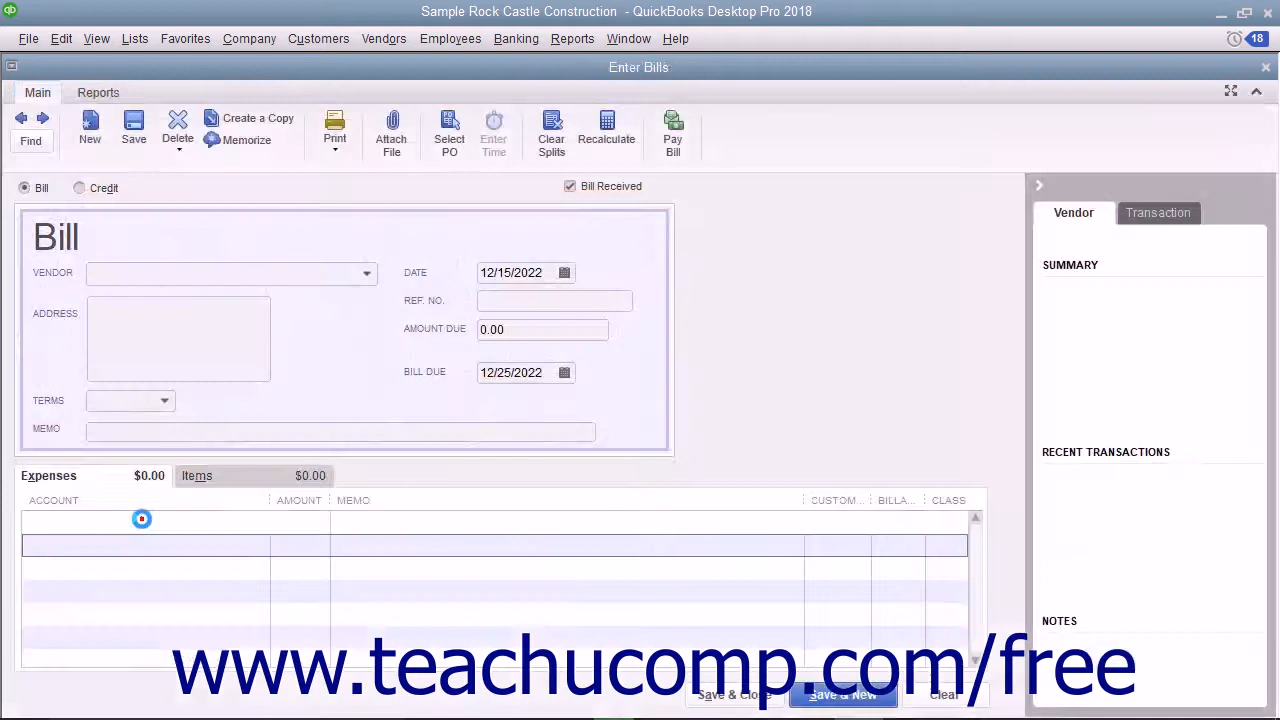 Sample Rock Castle Construction - QuickBooks Desktop Pro 2018
File Edit View Lists Favorites Company Customers Vendors Employees Banking Reports Window Help 18
Enter Bills
Main Reports
Find New Save Delete Create a Copy Memorize Print Attach File Select PO Enter Time Clear Splits Recalculate Pay Bill
Bill Credit Bill Received
Vendor Transaction
Bill
VENDOR DATE 12/15/2022
SUMMARY
REF. NO.
ADDRESS
AMOUNT DUE 0.00
BILL DUE 12/25/2022
TERMS
MEMO
RECENT TRANSACTIONS
Expenses $0.00 Items $0.00
ACCOUNT AMOUNT MEMO CUSTOM... BILLA... CLASS
NOTES
www.teachucomp.com/free
Save & Close Save & New Clear